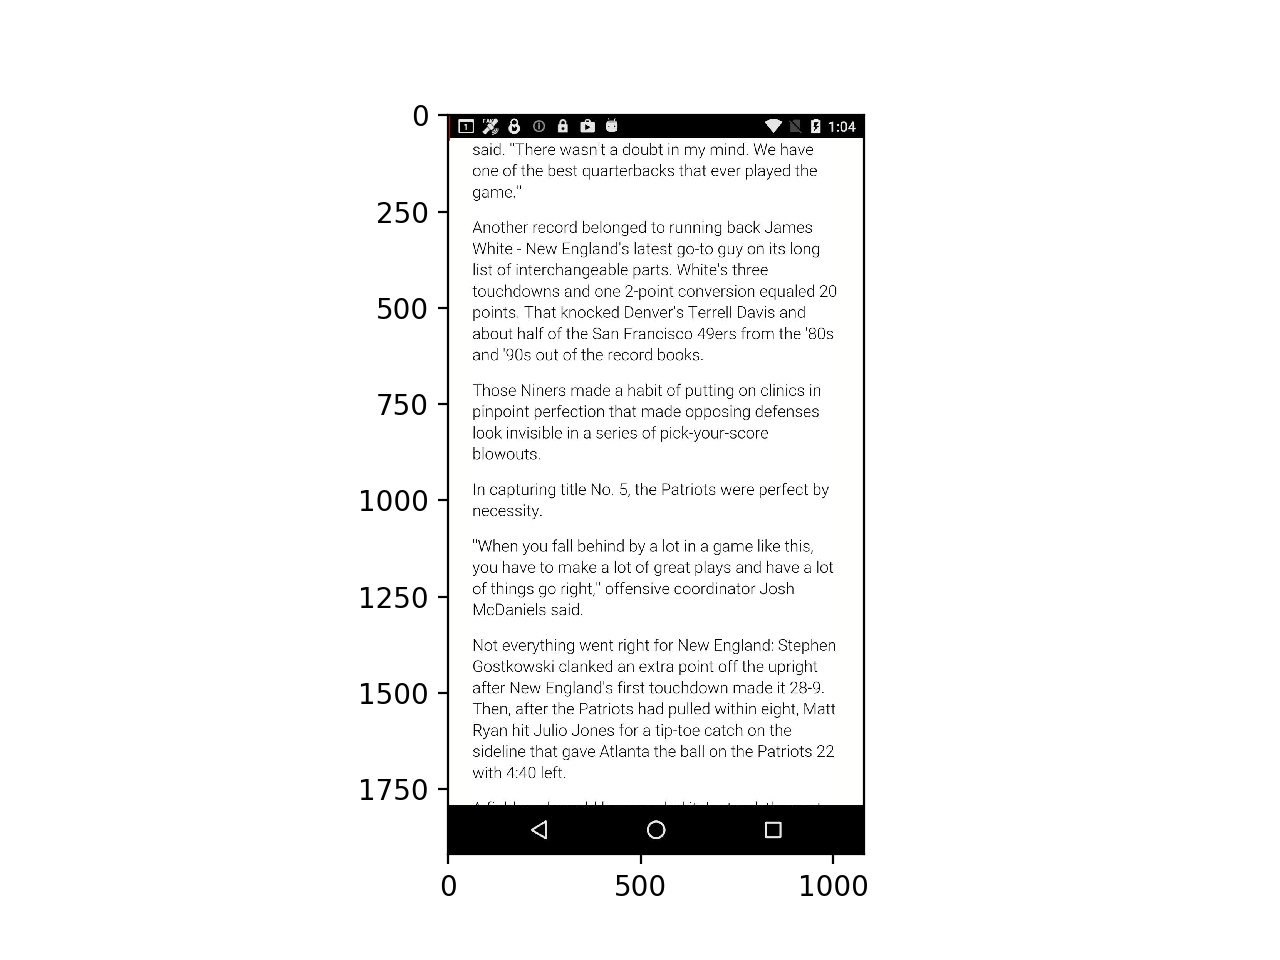 0
250
500
750
1000
1250
1500
1750
1
1:04
said. "There wasn't a doubt in my mind. We have
one of the best quarterbacks that ever played the
game."
Another record belonged to running back James
White - New England's latest go-to guy on its long
list of interchangeable parts. White's three
touchdowns and one 2-point conversion equaled 20
points. That knocked Denver's Terrell Davis and
about half of the San Francisco 49ers from the '80s
and '90s out of the record books.
Those Niners made a habit of putting on clinics in
pinpoint perfection that made opposing defenses
look invisible in a series of pick-your-score
blowouts.
In capturing title No. 5, the Patriots were perfect by
necessity.
"When you fall behind by a lot in a game like this,
you have to make a lot of great plays and have a lot
of things go right," offensive coordinator Josh
McDaniels said.
Not everything went right for New England: Stephen
Gostkowski clanked an extra point off the upright
after New England's first touchdown made it 28-9.
Then, after the Patriots had pulled within eight, Matt
Ryan hit Julio Jones for a tip-toe catch on the
sideline that gave Atlanta the ball on the Patriots 22
with 4:40 left.
0 500 1000